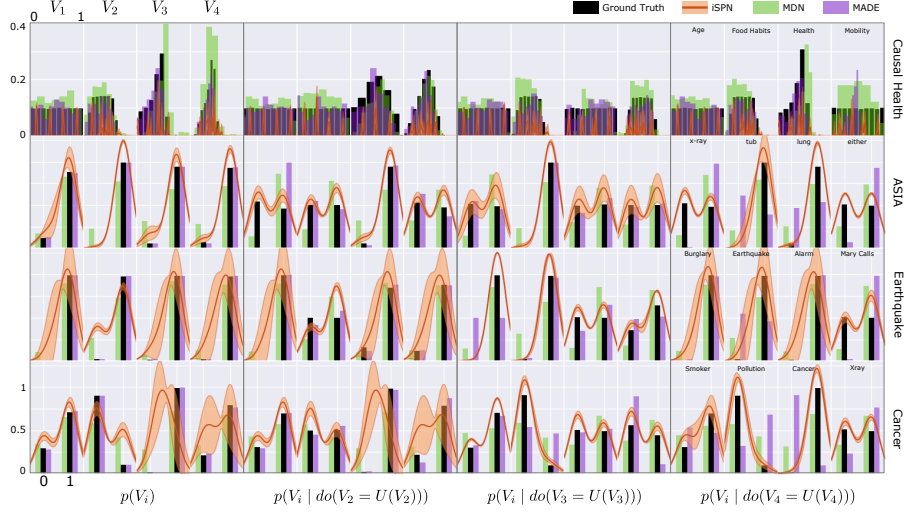 V₁ V₂ V₃ V₄
Ground Truth iSPN MDN MADE
0 1
0.4
0.2
0
Age Food Habits Health Mobility
Causal Health
x-ray tub lung either
ASIA
Burglary Earthquake Alarm Mary Calls
Earthquake
Smoker Pollution Cancer Xray
Cancer
1
0.5
0
0 1
p(Vᵢ)
p(Vᵢ | do(V₂ = U(V₂)))
p(Vᵢ | do(V₃ = U(V₃)))
p(Vᵢ | do(V₄ = U(V₄)))